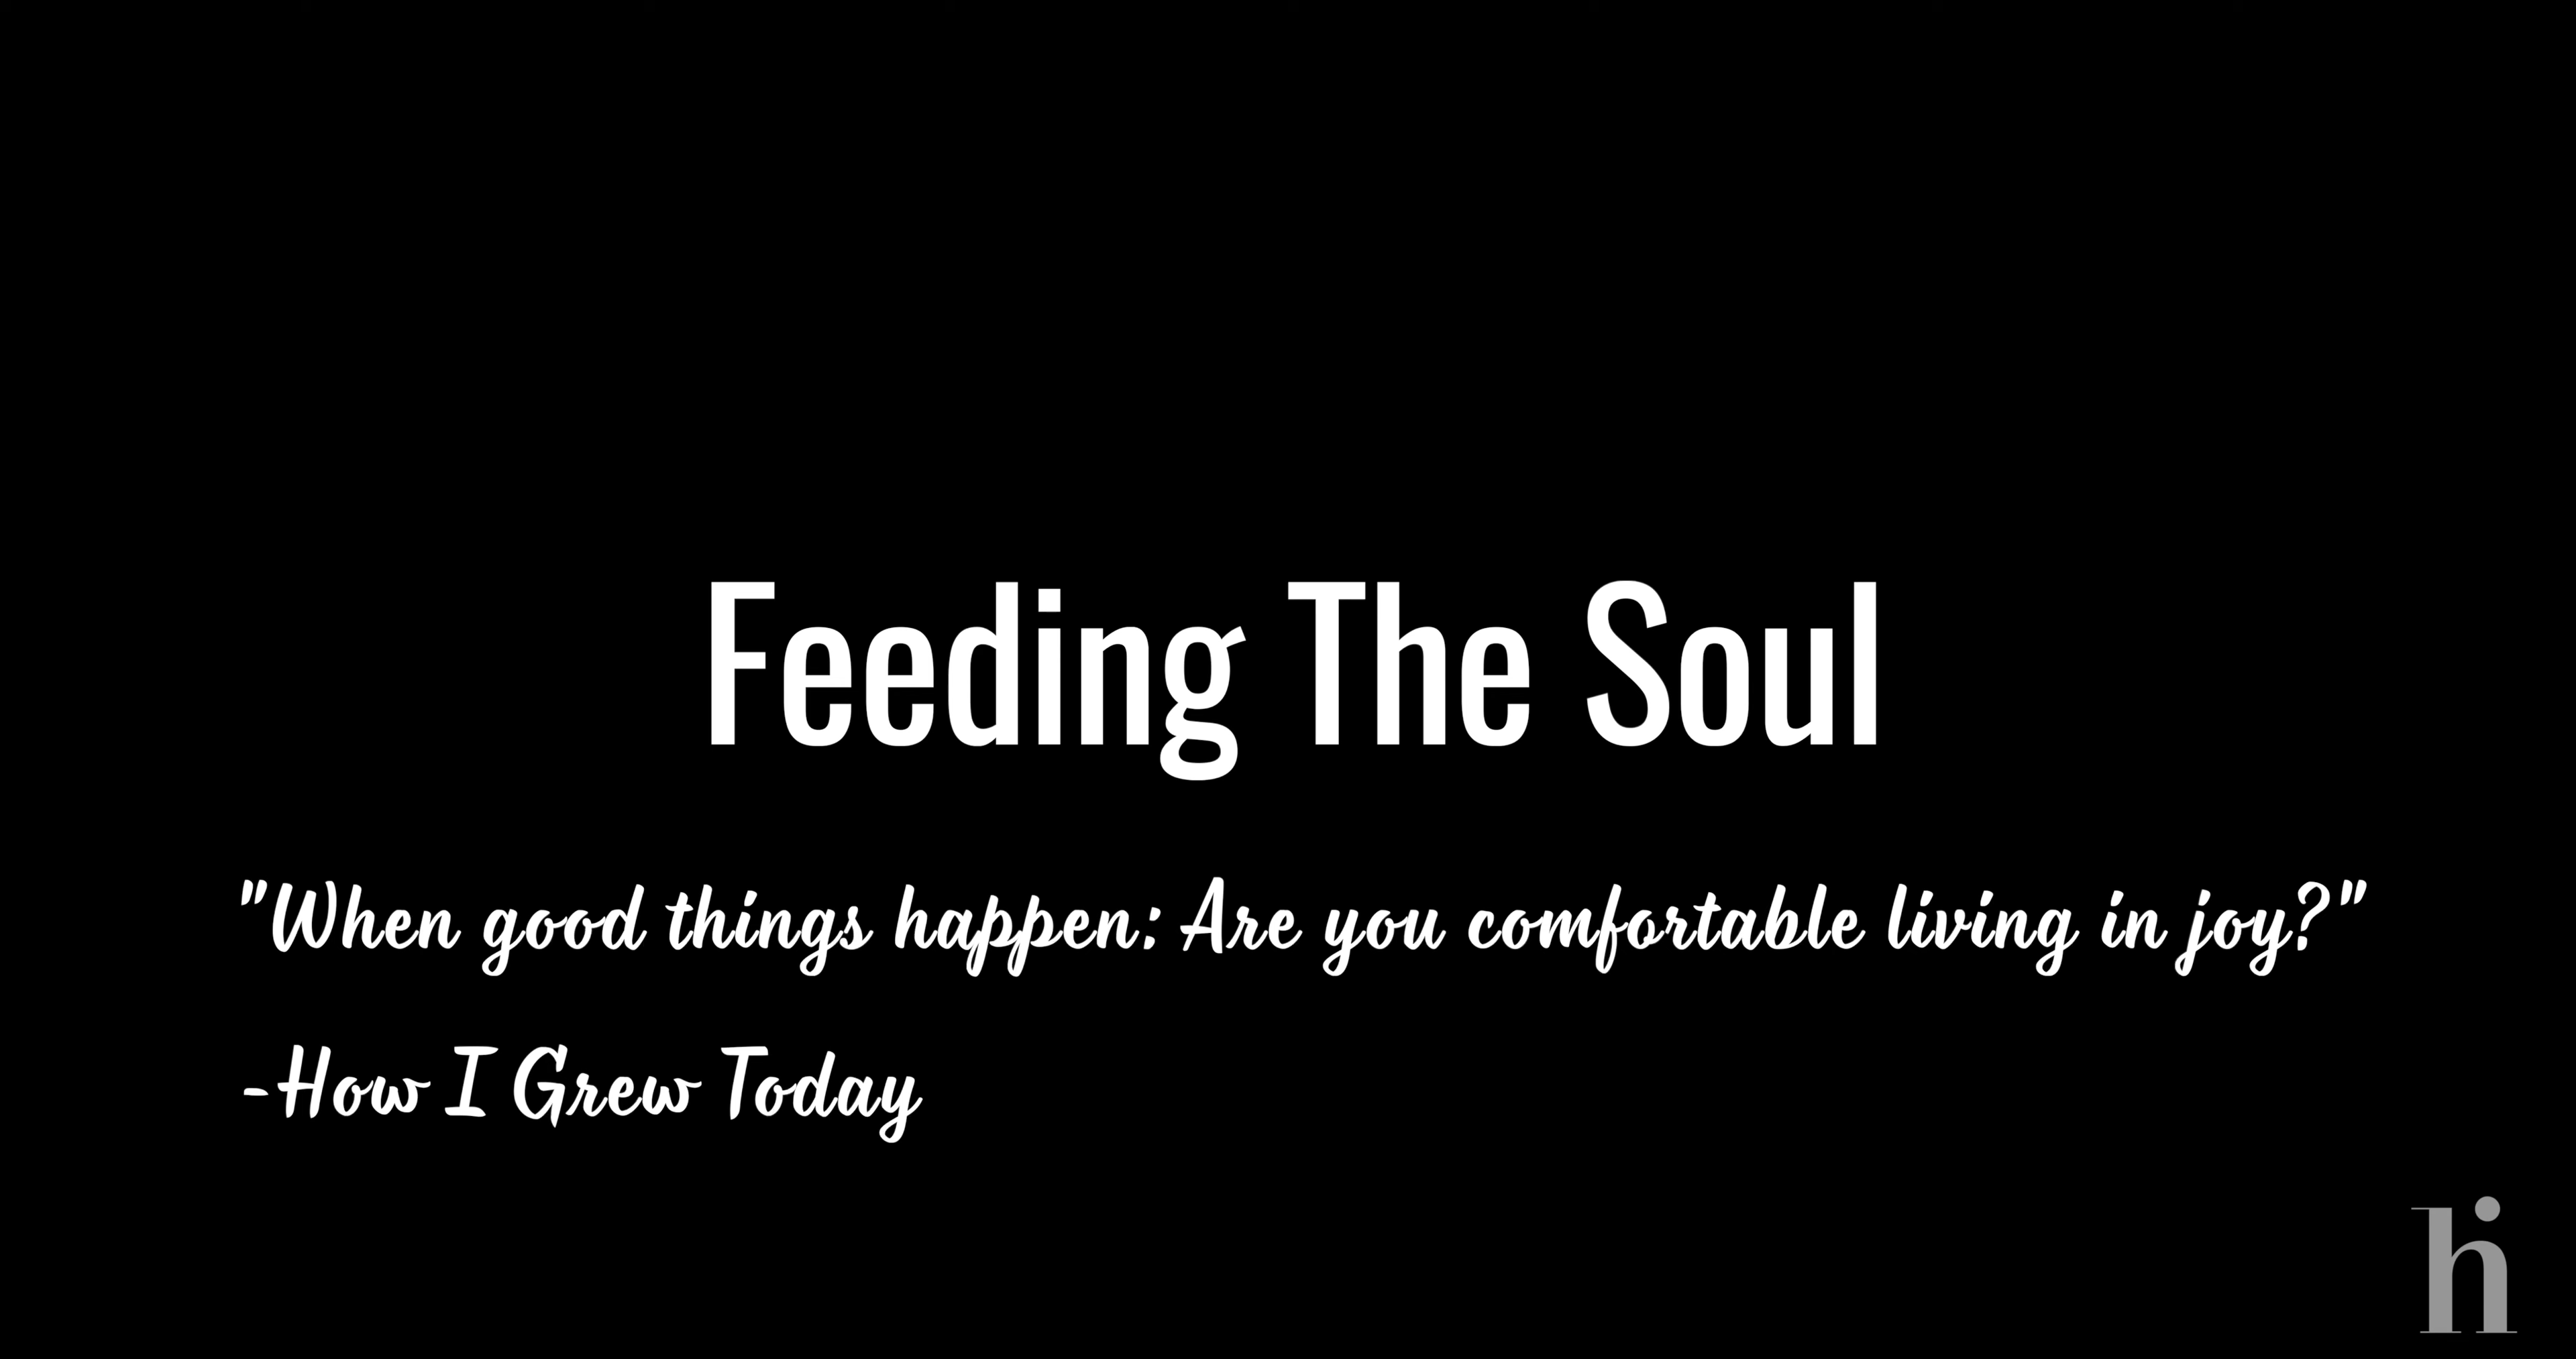 Feeding The Soul
"When good things happen: Are you comfortable living in joy?"
-How I Grew Today
hi